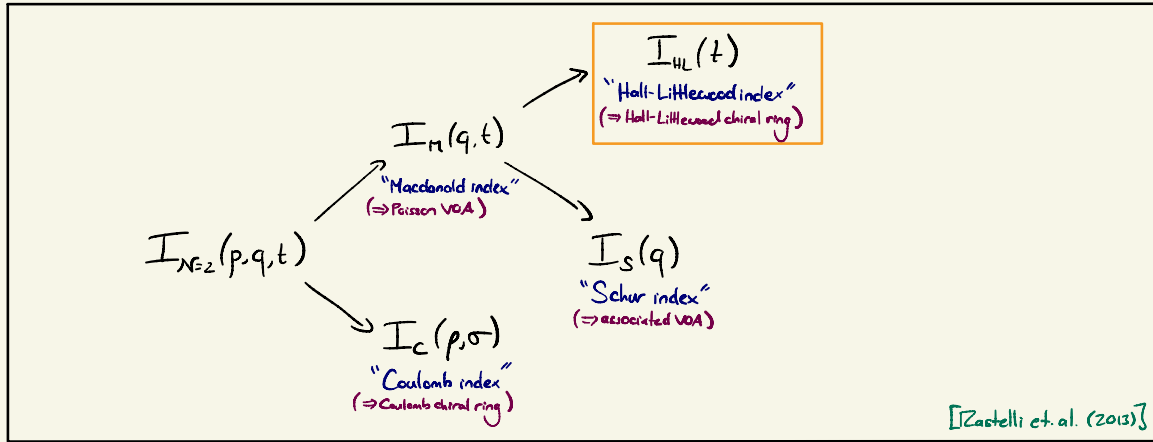 I_HL(t)
"Hall-Littlewood index"
(⇒ Hall-Littlewood chiral ring)
I_M(q,t)
"Macdonald index"
(⇒ Poisson VOA)
I_N=2(p,q,t)
I_S(q)
"Schur index"
(⇒ associated VOA)
I_C(p,σ)
"Coulomb index"
(⇒ Coulomb chiral ring)
[Rastelli et. al. (2013)]